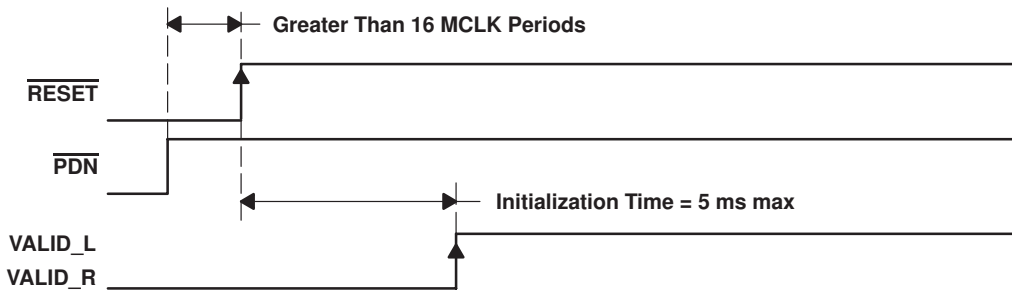 Greater Than 16 MCLK Periods
RESET
PDN
Initialization Time = 5 ms max
VALID_L
VALID_R